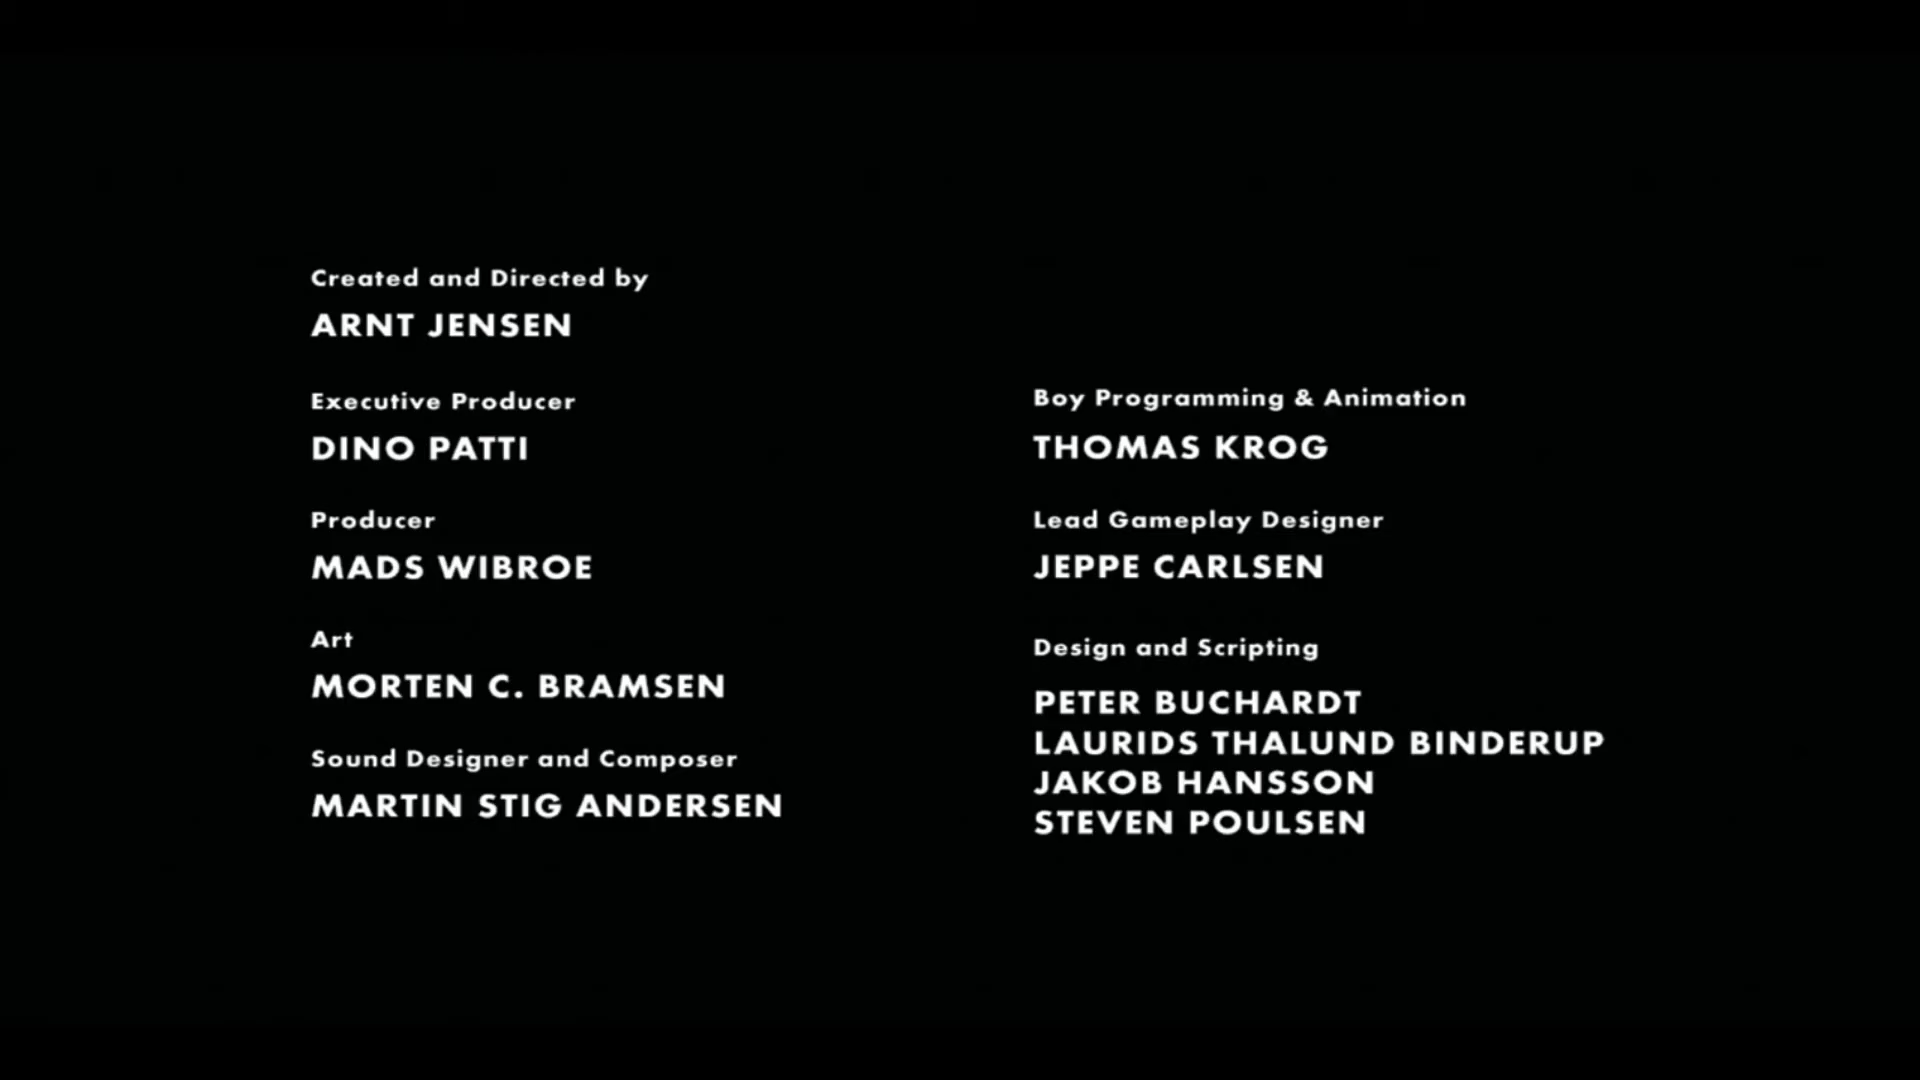 Created and Directed by
ARNT JENSEN
Executive Producer
DINO PATTI
Producer
MADS WIBROE
Art
MORTEN C. BRAMSEN
Sound Designer and Composer
MARTIN STIG ANDERSEN
Boy Programming & Animation
THOMAS KROG
Lead Gameplay Designer
JEPPE CARLSEN
Design and Scripting
PETER BUCHARDT
LAURIDS THALUND BINDERUP
JAKOB HANSSON
STEVEN POULSEN